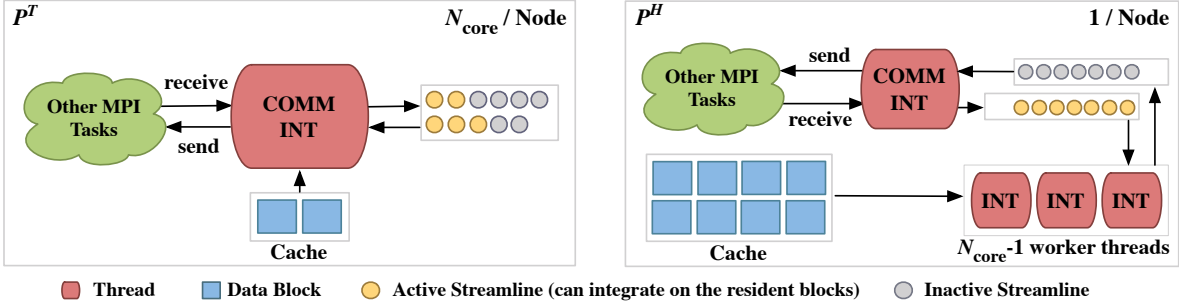 P^T
N_core / Node
receive
Other MPI
Tasks
send
COMM
INT
Cache
P^H
1 / Node
send
Other MPI
Tasks
receive
COMM
INT
Cache
INT
INT
INT
N_core-1 worker threads
Thread
Data Block
Active Streamline (can integrate on the resident blocks)
Inactive Streamline